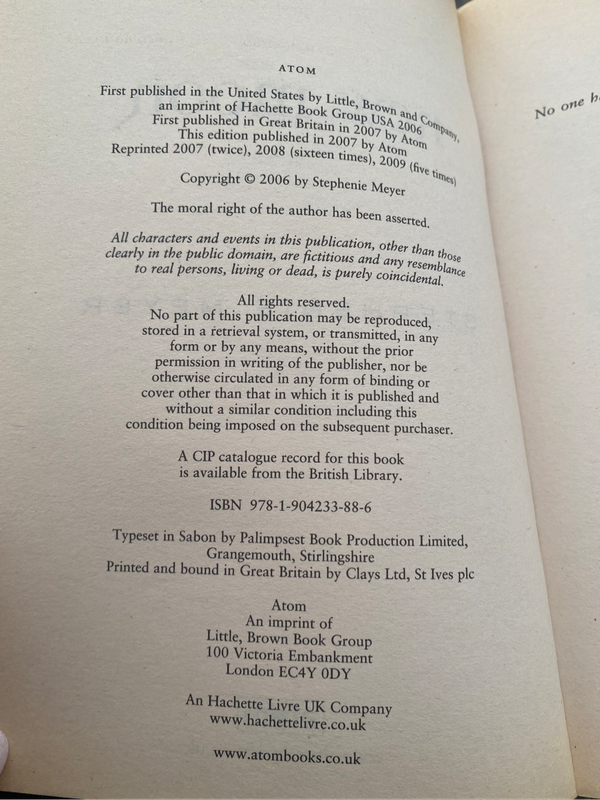 ATOM
First published in the United States by Little, Brown and Company,
an imprint of Hachette Book Group USA 2006
First published in Great Britain in 2007 by Atom
This edition published in 2007 by Atom
Reprinted 2007 (twice), 2008 (sixteen times), 2009 (five times)
Copyright © 2006 by Stephenie Meyer
The moral right of the author has been asserted.
All characters and events in this publication, other than those
clearly in the public domain, are fictitious and any resemblance
to real persons, living or dead, is purely coincidental.
All rights reserved.
No part of this publication may be reproduced,
stored in a retrieval system, or transmitted, in any
form or by any means, without the prior
permission in writing of the publisher, nor be
otherwise circulated in any form of binding or
cover other than that in which it is published and
without a similar condition including this
condition being imposed on the subsequent purchaser.
A CIP catalogue record for this book
is available from the British Library.
ISBN 978-1-904233-88-6
Typeset in Sabon by Palimpsest Book Production Limited,
Grangemouth, Stirlingshire
Printed and bound in Great Britain by Clays Ltd, St Ives plc
Atom
An imprint of
Little, Brown Book Group
100 Victoria Embankment
London EC4Y 0DY
An Hachette Livre UK Company
www.hachettelivre.co.uk
www.atombooks.co.uk
No one